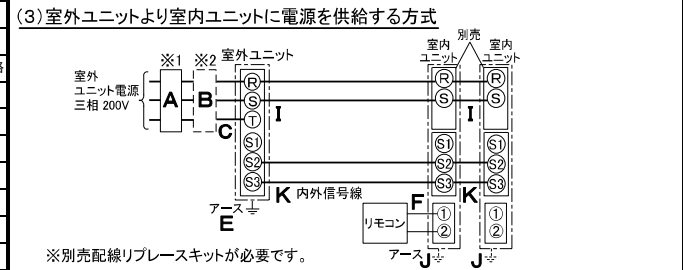 (3)室外ユニットより室内ユニットに電源を供給する方式
別売
※1 ※2 室外ユニット 室内 室内
ユニット ユニット
室外
ユニット電源
三相 200V
A B C
R R R
S I S I S
T
S1 S1 S1
S2 S2 S2
S3 S3 S3
K 内外信号線 K
アース
E
F
リモコン
① ①
② ②
アース J J
※別売配線リプレースキットが必要です。